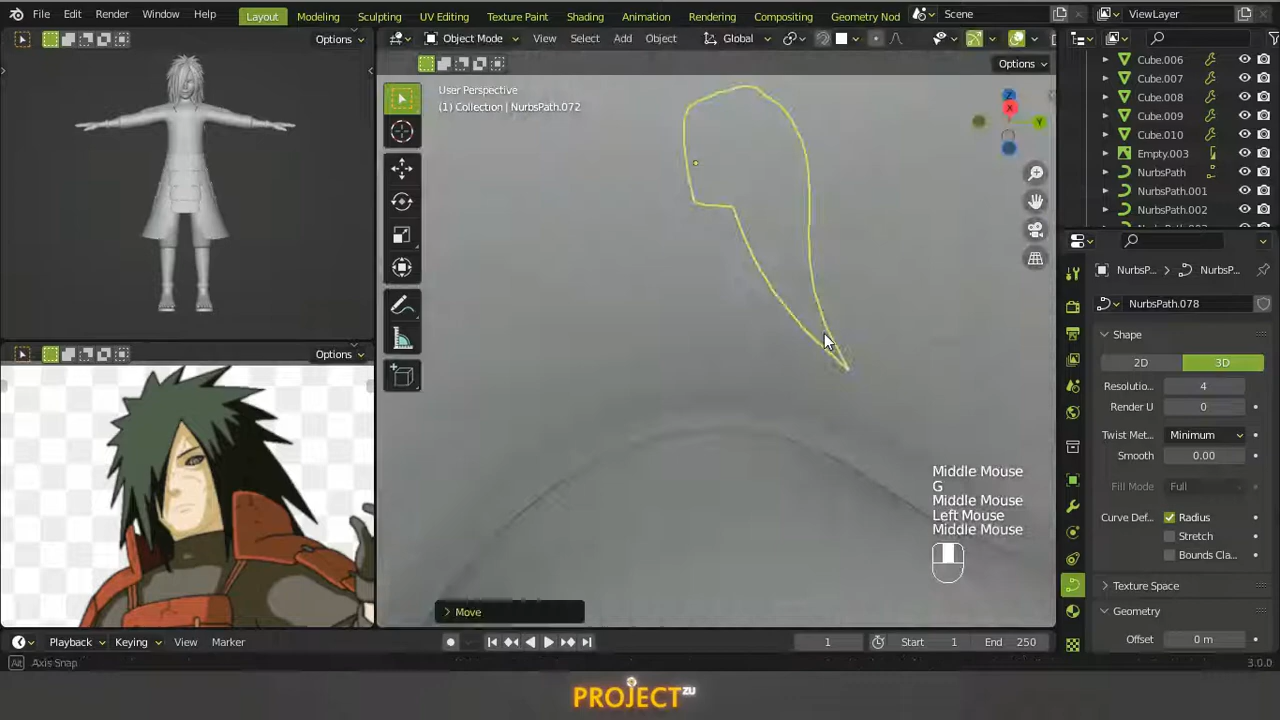 File Edit Render Window Help Layout Modeling Sculpting UV Editing Texture Paint Shading Animation Rendering Compositing Geometry Nod Scene ViewLayer
Options
Object Mode View Select Add Object Global
Options
User Perspective
(1) Collection | NurbsPath.072
Z
X
Y
Cube.006
Cube.007
Cube.008
Cube.009
Cube.010
Empty.003
NurbsPath
NurbsPath.001
NurbsPath.002
NurbsP... NurbsP...
NurbsPath.078
Shape
2D 3D
Resolutio... 4
Render U 0
Twist Met... Minimum
Smooth 0.00
Fill Mode Full
Curve Def... Radius
Stretch
Bounds Cla...
Texture Space
Geometry
Offset 0 m
Options
Middle Mouse
G
Middle Mouse
Left Mouse
Middle Mouse
Move
Playback Keying View Marker 1 Start 1 End 250
Alt Axis Snap 3.0.0
PROJECT ZU